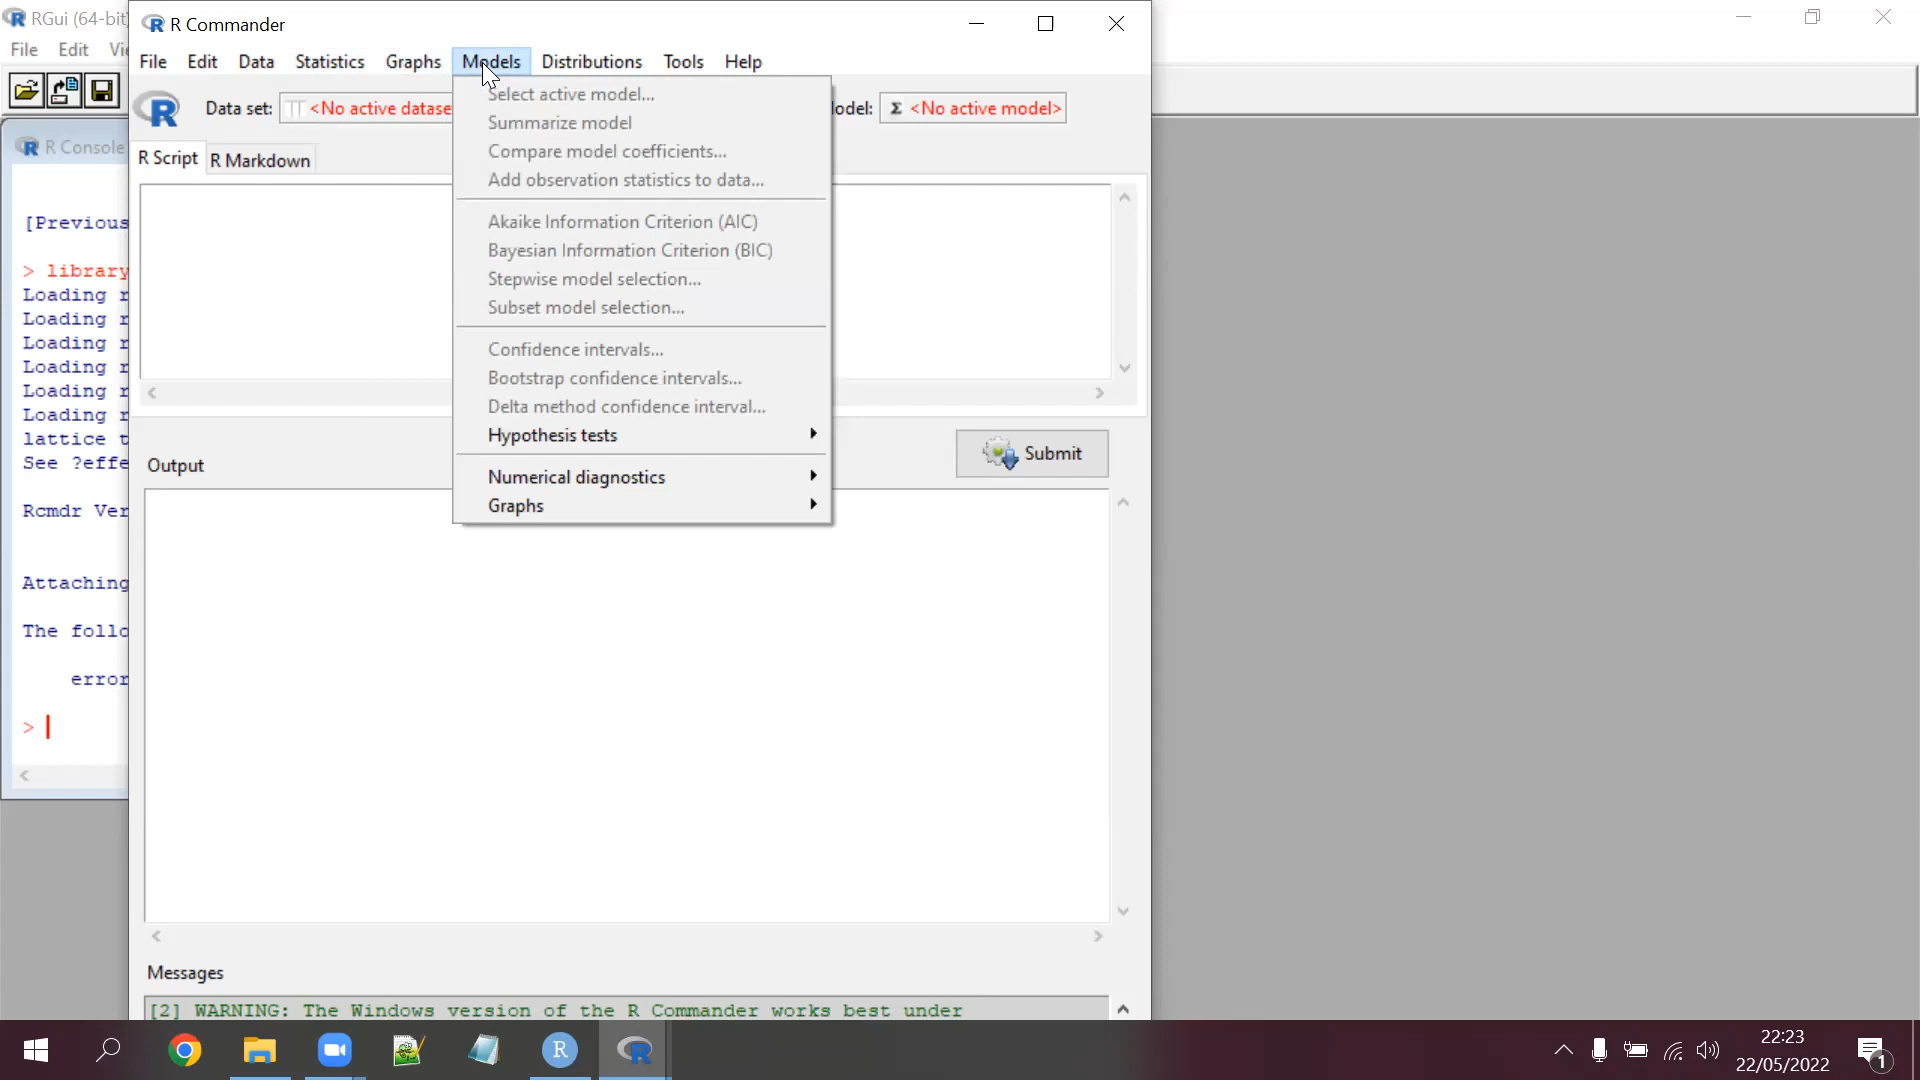 RGui (64-bit)
File Edit Vi
R Console
[Previous
> library
Loading r
Loading r
Loading r
Loading r
Loading r
Loading r
lattice t
See ?effe
Rcmdr Ver
Attaching
The follo
error
>
R Commander
File Edit Data Statistics Graphs Models Distributions Tools Help
Data set: <No active datase
odel: Σ <No active model>
R Script R Markdown
Select active model...
Summarize model
Compare model coefficients...
Add observation statistics to data...
Akaike Information Criterion (AIC)
Bayesian Information Criterion (BIC)
Stepwise model selection...
Subset model selection...
Confidence intervals...
Bootstrap confidence intervals...
Delta method confidence interval...
Hypothesis tests
Numerical diagnostics
Graphs
Output
Submit
Messages
[2] WARNING: The Windows version of the R Commander works best under
22:23
22/05/2022
1